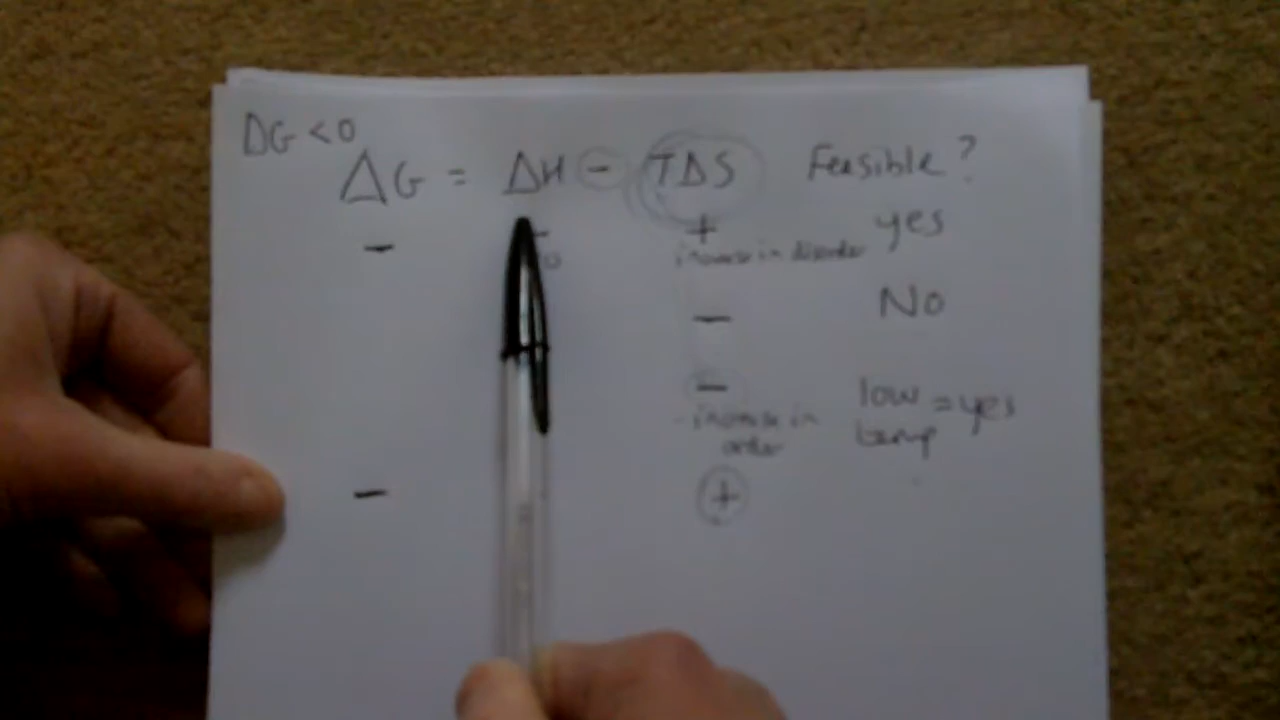 ΔG <0
ΔG = ΔH - TΔS Feasible?
- - + yes
increase in disorder
- No
-
low = yes
- increase in
temp
order
- +